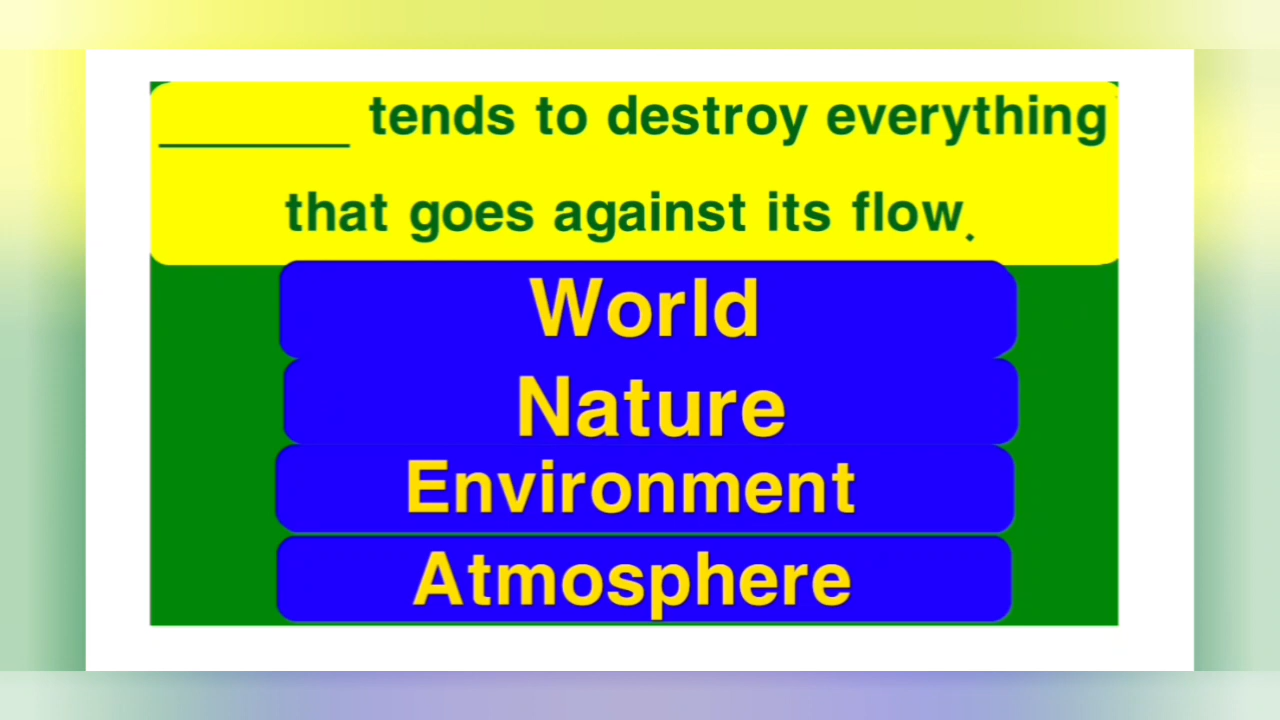 ________ tends to destroy everything
that goes against its flow.
World
Nature
Environment
Atmosphere